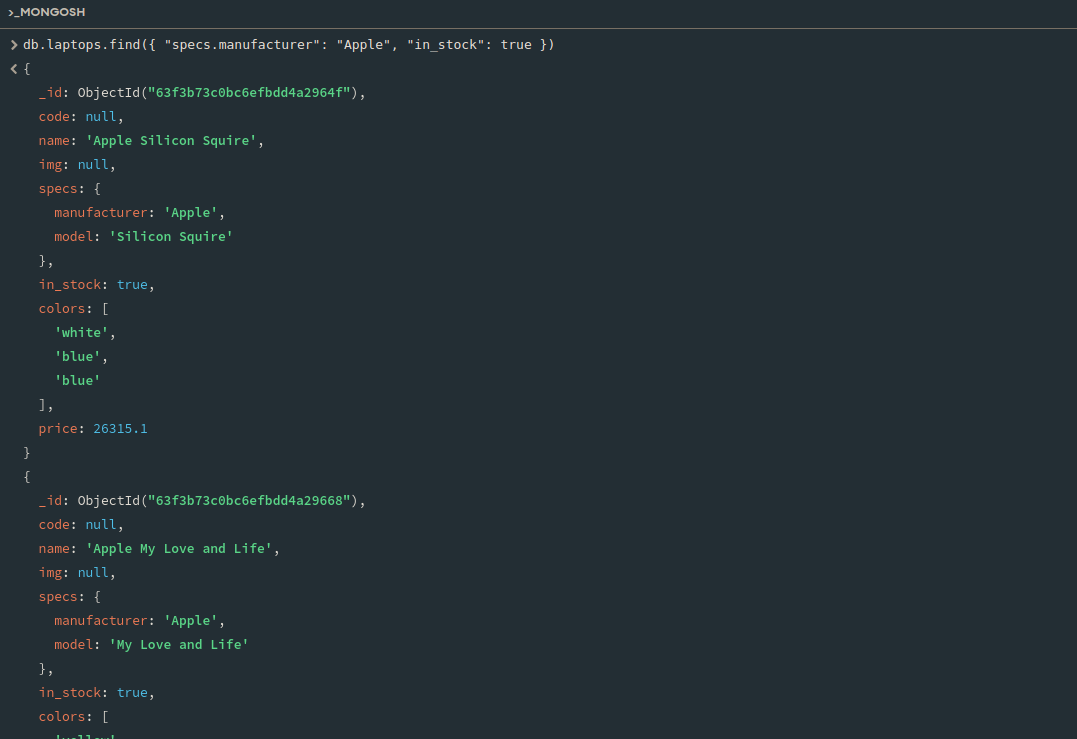 >_MONGOSH
> db.laptops.find({ "specs.manufacturer": "Apple", "in_stock": true })
< {
_id: ObjectId("63f3b73c0bc6efbdd4a2964f"),
code: null,
name: 'Apple Silicon Squire',
img: null,
specs: {
manufacturer: 'Apple',
model: 'Silicon Squire'
},
in_stock: true,
colors: [
'white',
'blue',
'blue'
],
price: 26315.1
}
{
_id: ObjectId("63f3b73c0bc6efbdd4a29668"),
code: null,
name: 'Apple My Love and Life',
img: null,
specs: {
manufacturer: 'Apple',
model: 'My Love and Life'
},
in_stock: true,
colors: [